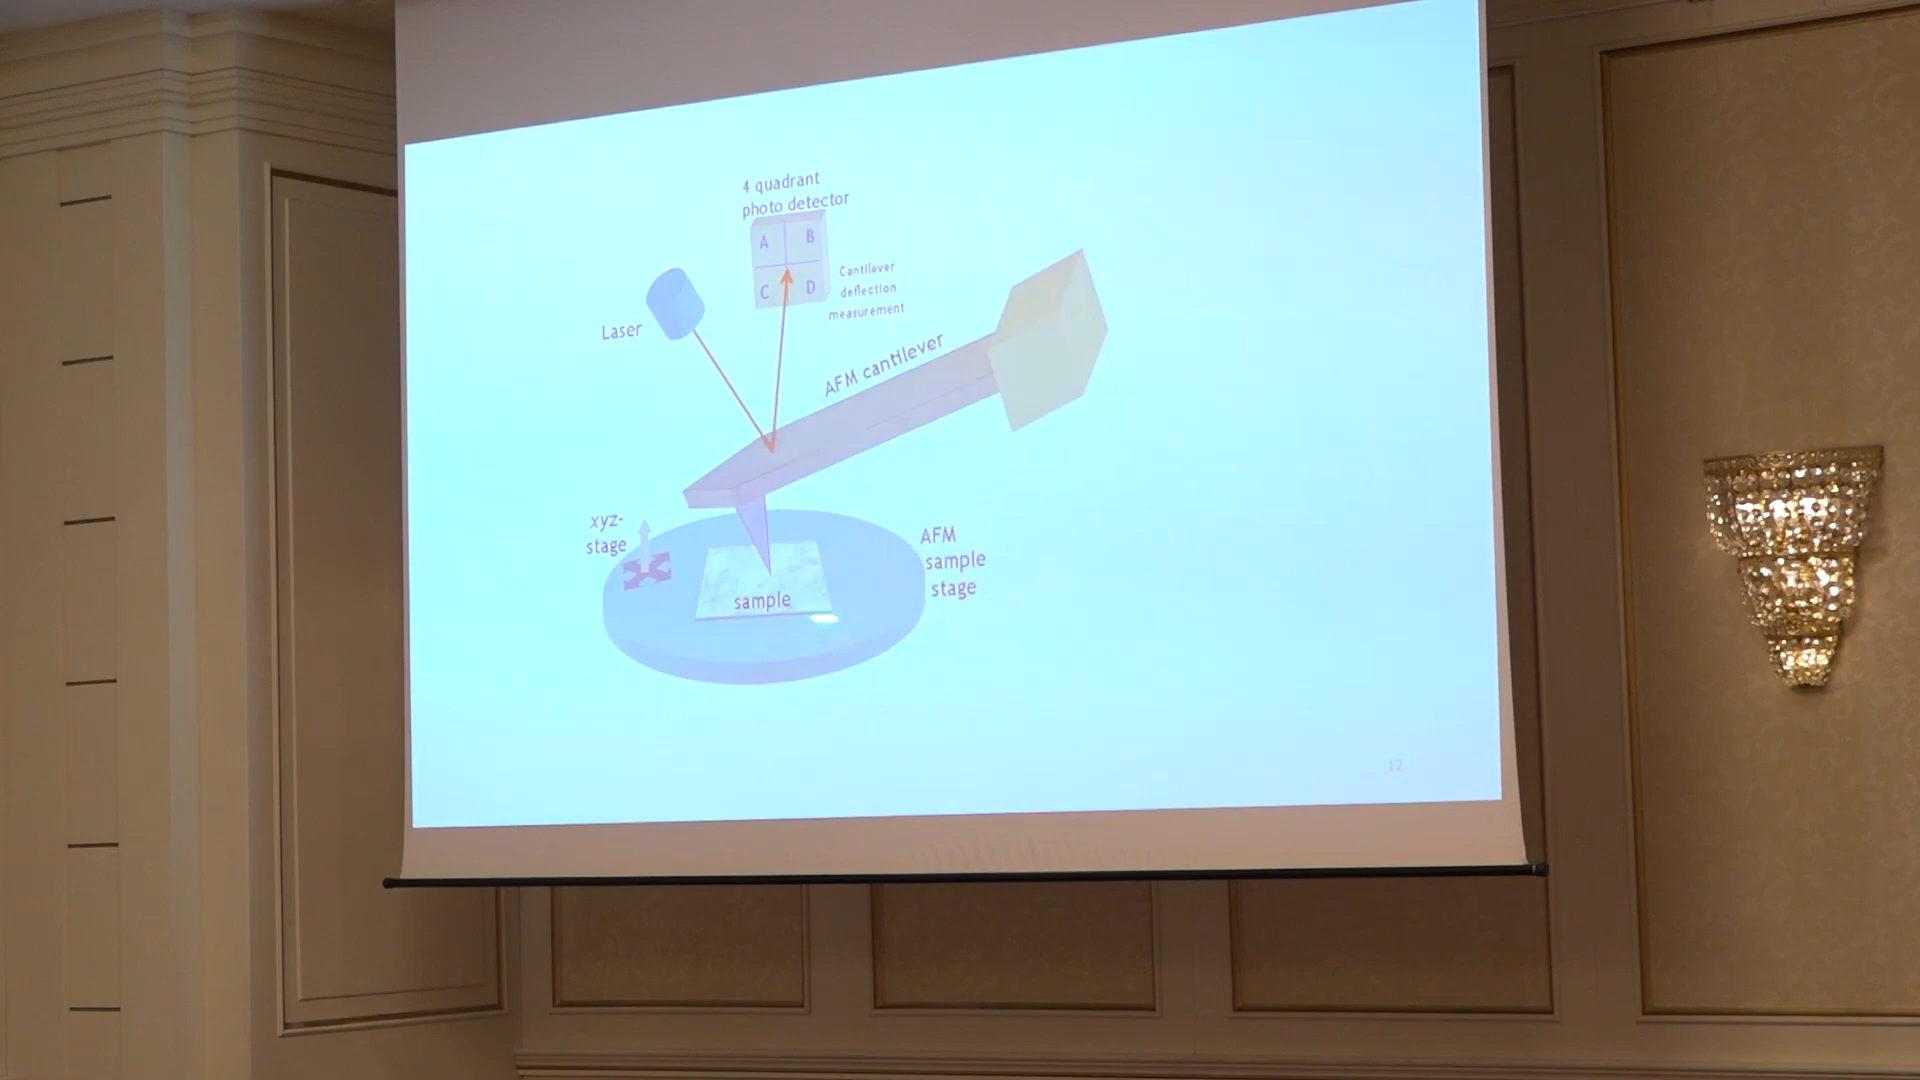 4 quadrant
photo detector
A B
C D
Cantilever
deflection
measurement
Laser
AFM cantilever
xyz-
stage
AFM
sample
stage
sample
12